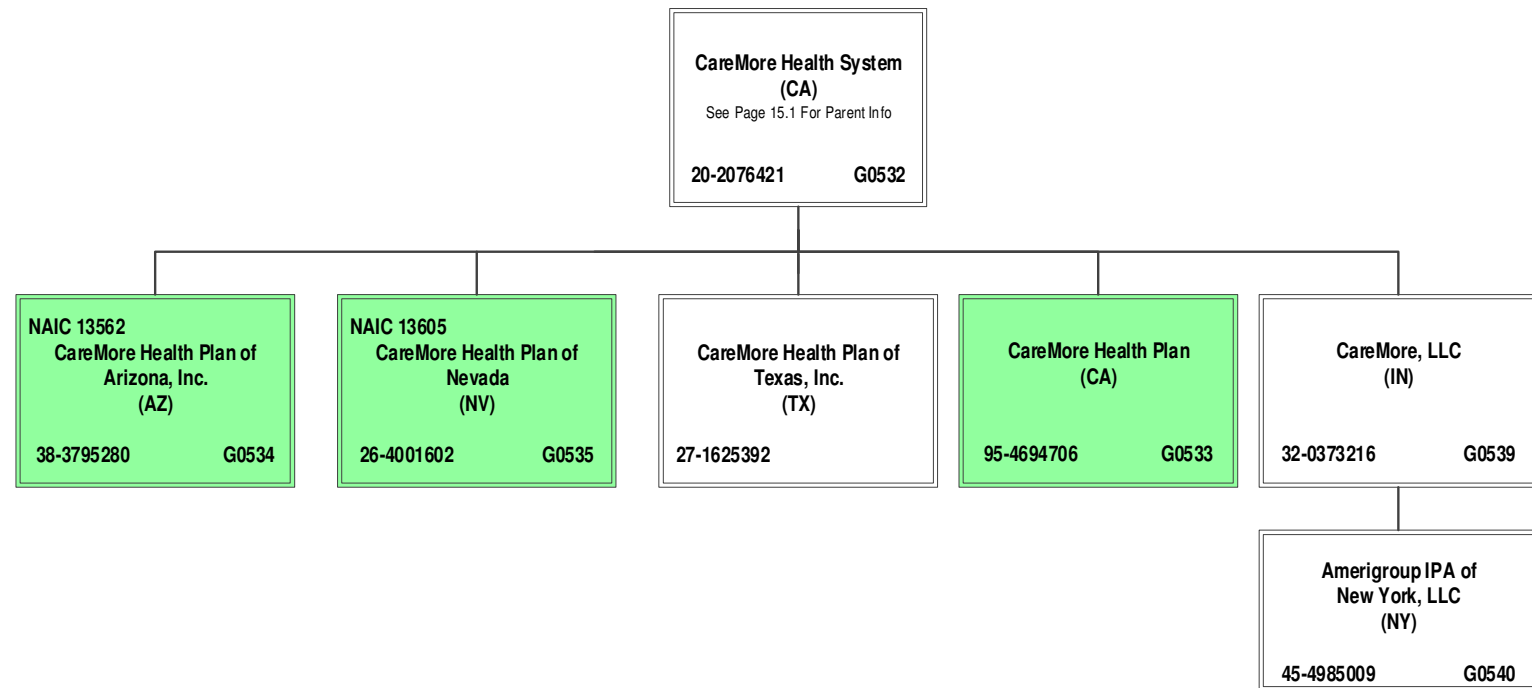 CareMore Health System
(CA)
See Page 15.1 For Parent Info
20-2076421 G0532
NAIC 13562
CareMore Health Plan of
Arizona, Inc.
(AZ)
38-3795280 G0534
NAIC 13605
CareMore Health Plan of
Nevada
(NV)
26-4001602 G0535
CareMore Health Plan of
Texas, Inc.
(TX)
27-1625392
CareMore Health Plan
(CA)
95-4694706 G0533
CareMore, LLC
(IN)
32-0373216 G0539
Amerigroup IPA of
New York, LLC
(NY)
45-4985009 G0540